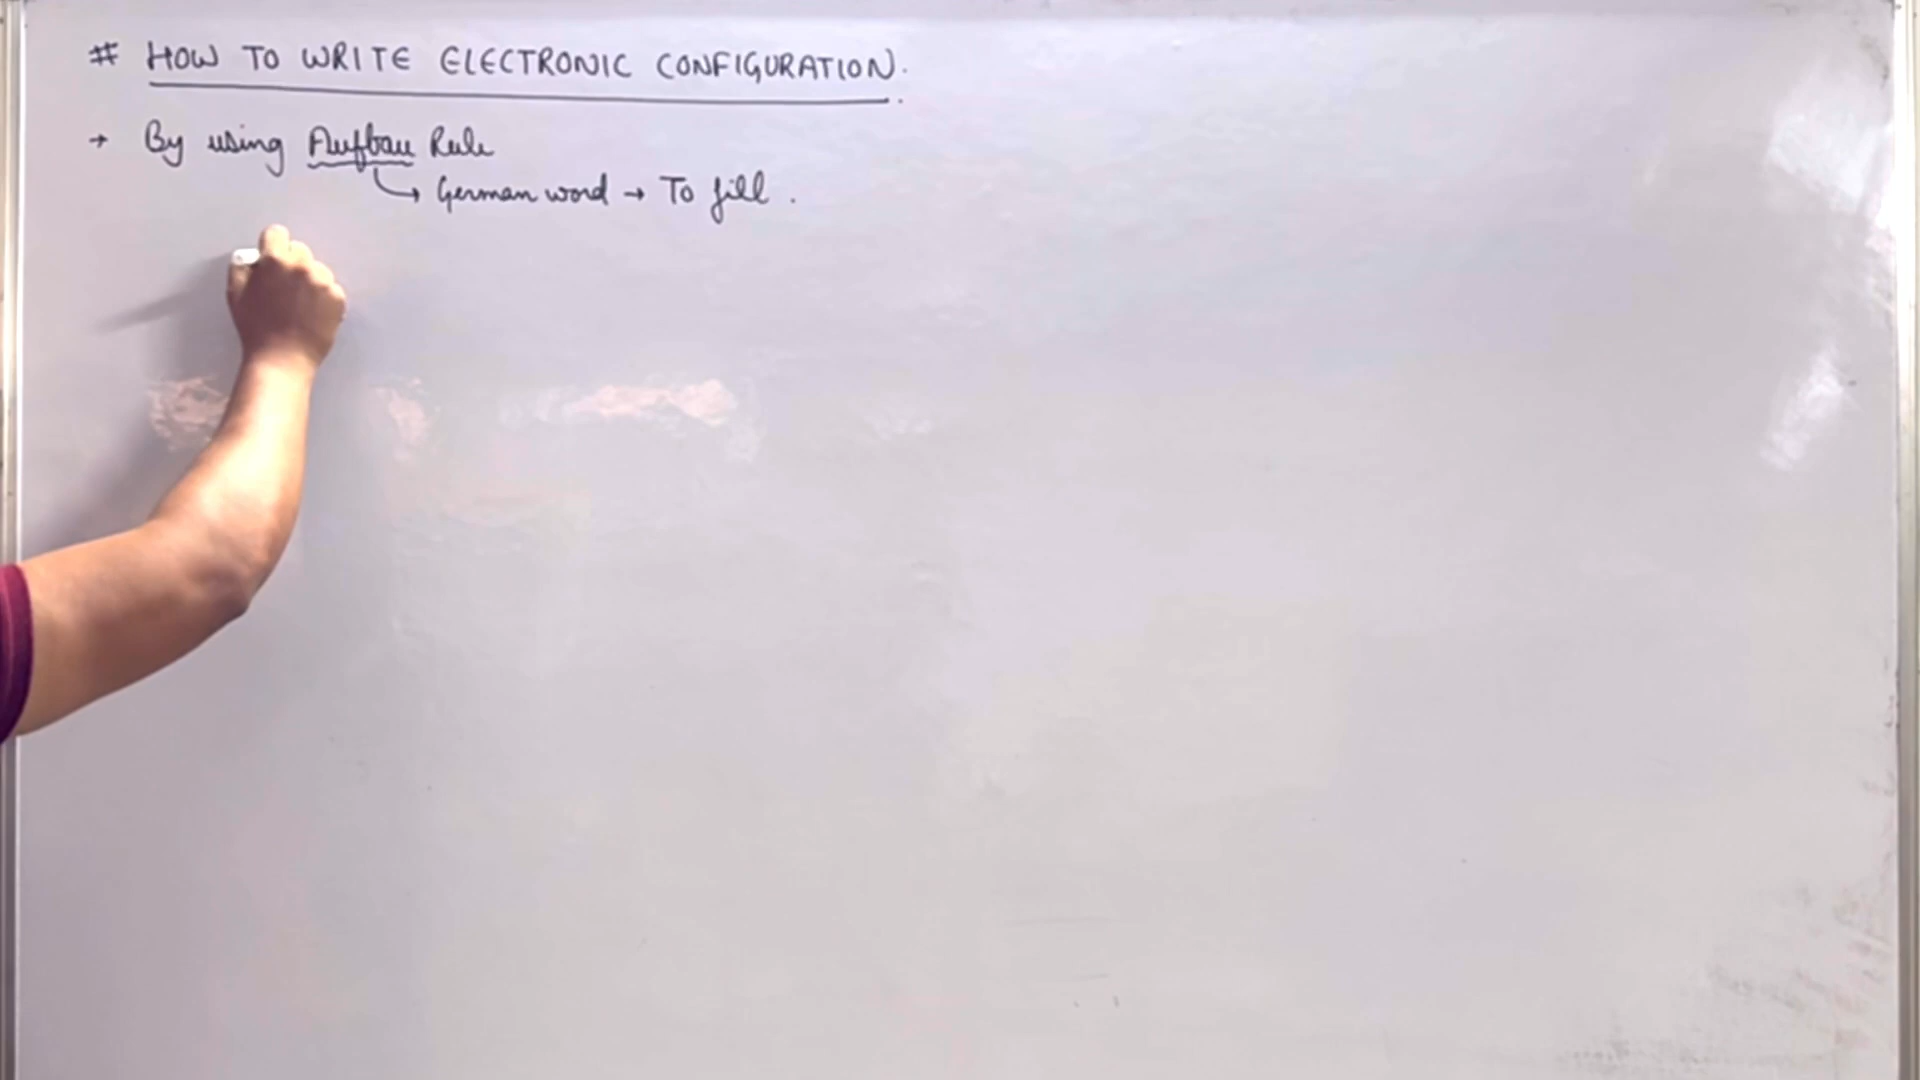 # HOW TO WRITE ELECTRONIC CONFIGURATION.
→ By using Aufbau Rule
↳ German word → To fill.